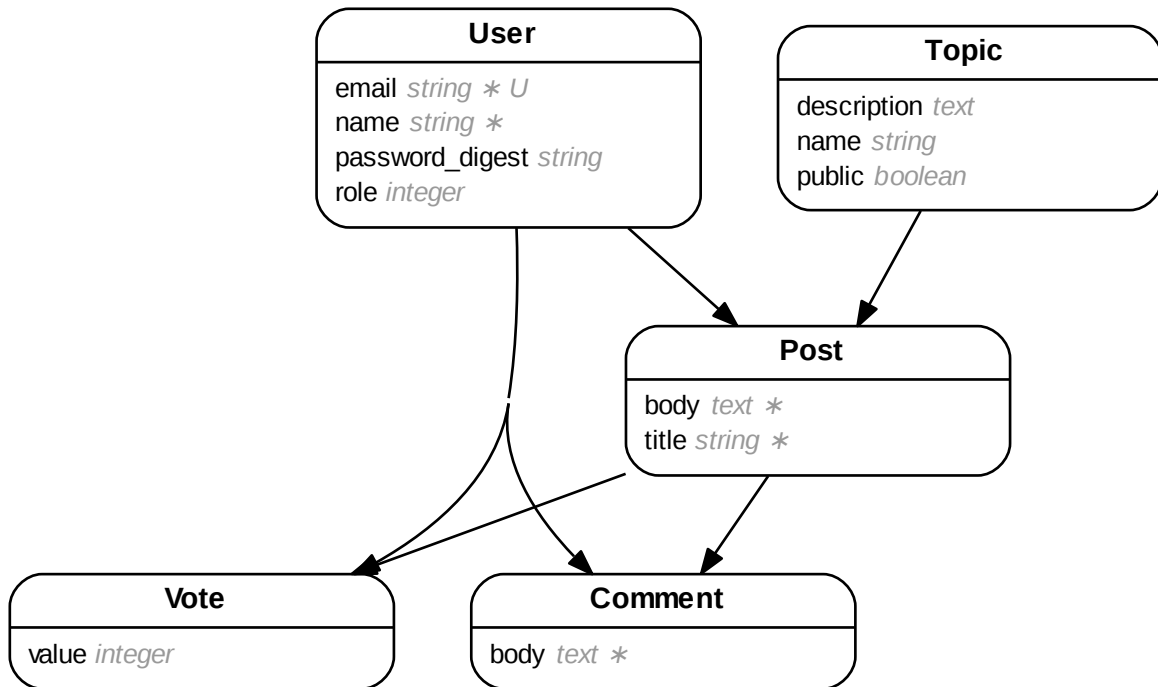 User
email string ∗ U
name string ∗
password_digest string
role integer
Topic
description text
name string
public boolean
Post
body text ∗
title string ∗
Vote
value integer
Comment
body text ∗